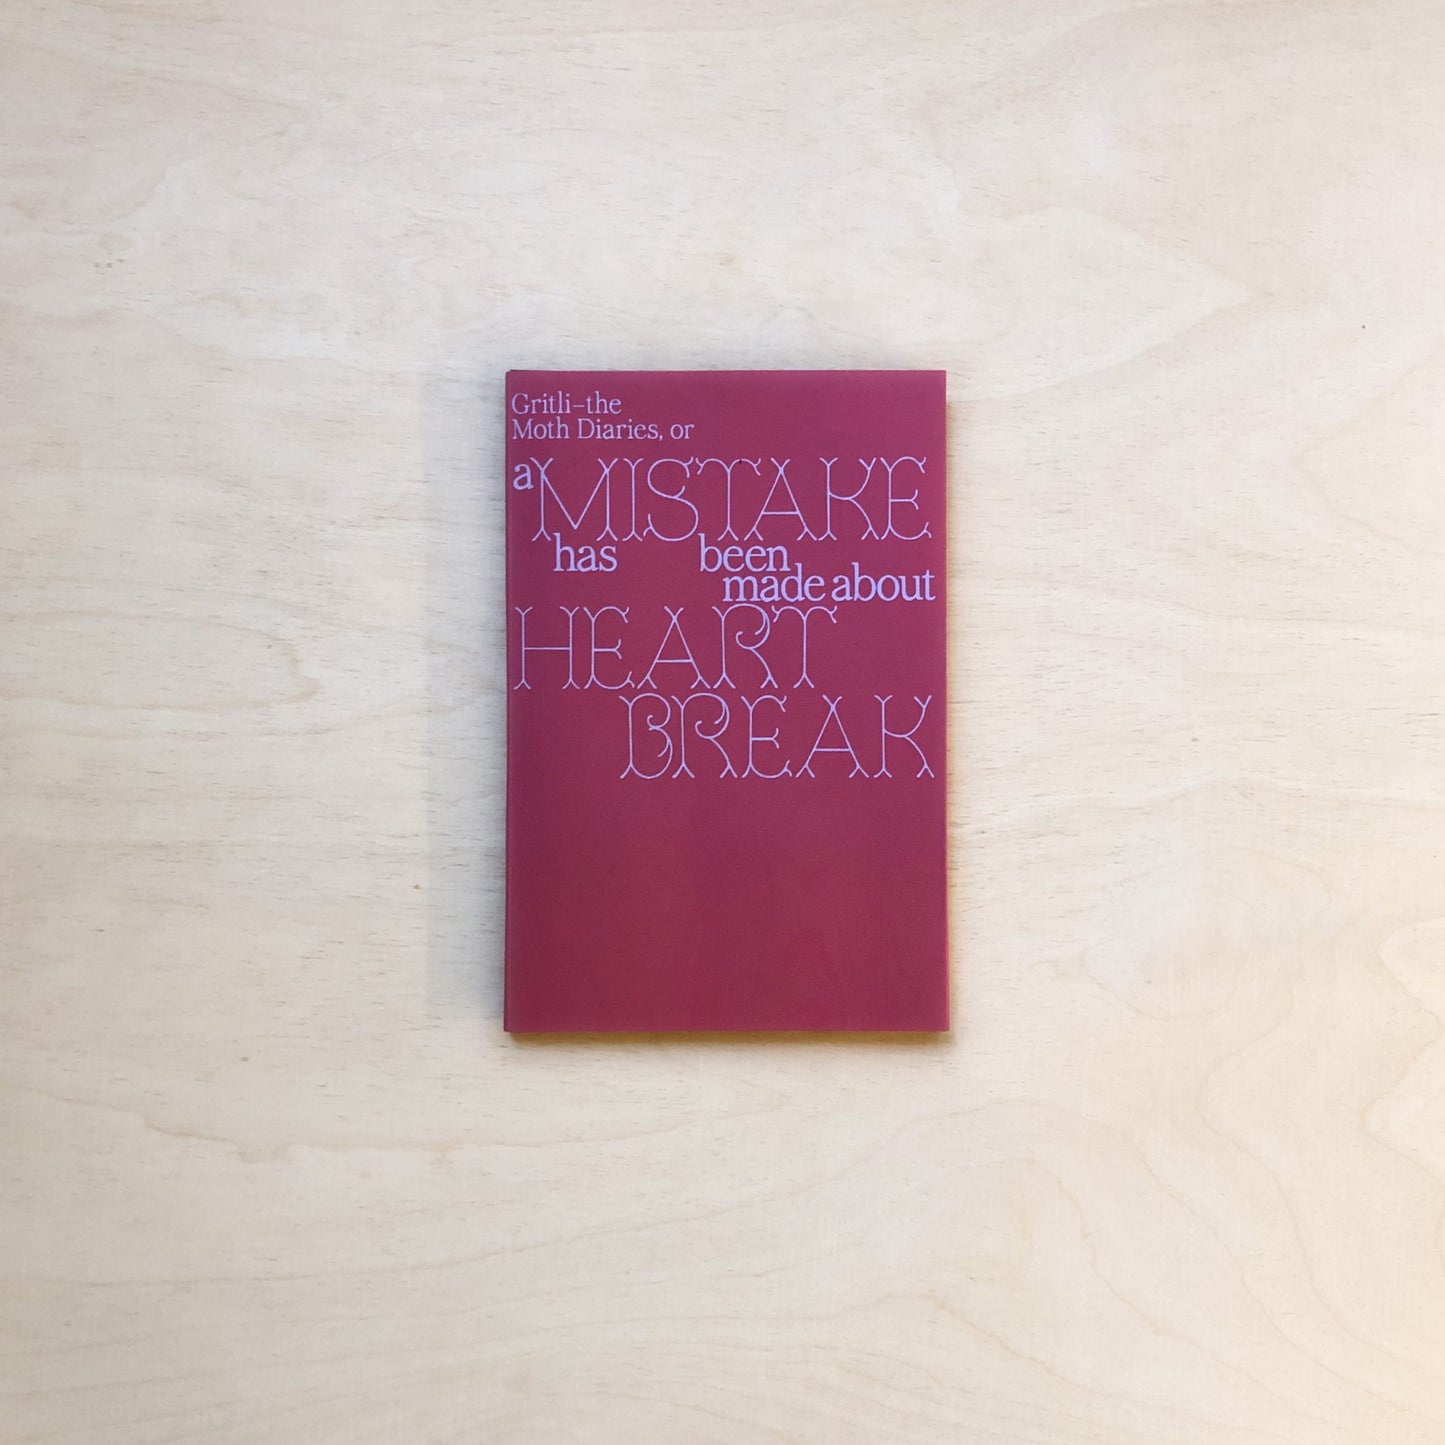 Gritli–the
Moth Diaries, or
a MISTAKE
has been
made about
HEART
BREAK